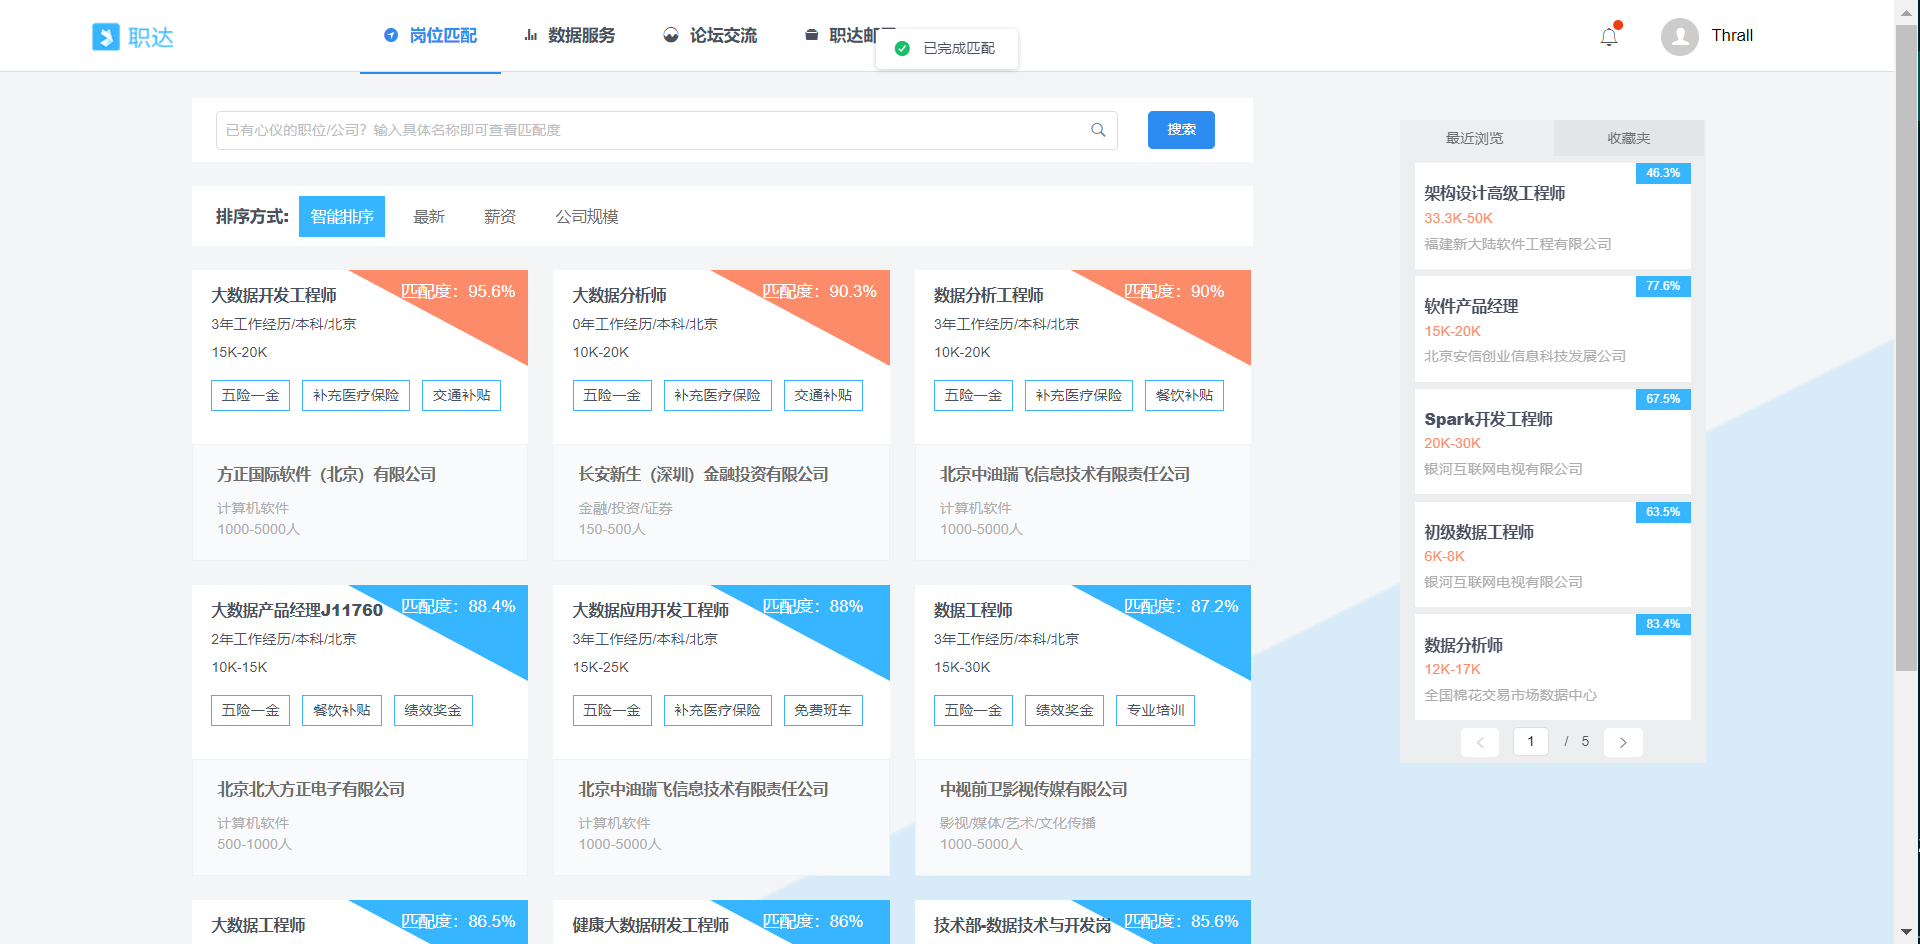 职达
岗位匹配
数据服务
论坛交流
职达邮
已完成匹配
Thrall
已有心仪的职位/公司？输入具体名称即可查看匹配度
搜索
排序方式:
智能排序
最新
薪资
公司规模
大数据开发工程师
匹配度：95.6%
3年工作经历/本科/北京
15K-20K
五险一金
补充医疗保险
交通补贴
方正国际软件（北京）有限公司
计算机软件
1000-5000人
大数据分析师
匹配度：90.3%
0年工作经历/本科/北京
10K-20K
五险一金
补充医疗保险
交通补贴
长安新生（深圳）金融投资有限公司
金融/投资/证券
150-500人
数据分析工程师
匹配度：90%
3年工作经历/本科/北京
10K-20K
五险一金
补充医疗保险
餐饮补贴
北京中油瑞飞信息技术有限责任公司
计算机软件
1000-5000人
大数据产品经理J11760
匹配度：88.4%
2年工作经历/本科/北京
10K-15K
五险一金
餐饮补贴
绩效奖金
北京北大方正电子有限公司
计算机软件
500-1000人
大数据应用开发工程师
匹配度：88%
3年工作经历/本科/北京
15K-25K
五险一金
补充医疗保险
免费班车
北京中油瑞飞信息技术有限责任公司
计算机软件
1000-5000人
数据工程师
匹配度：87.2%
3年工作经历/本科/北京
15K-30K
五险一金
绩效奖金
专业培训
中视前卫影视传媒有限公司
影视/媒体/艺术/文化传播
1000-5000人
大数据工程师
匹配度：86.5%
健康大数据研发工程师
匹配度：86%
技术部-数据技术与开发岗
匹配度：85.6%
最近浏览
收藏夹
46.3%
架构设计高级工程师
33.3K-50K
福建新大陆软件工程有限公司
77.6%
软件产品经理
15K-20K
北京安信创业信息科技发展公司
67.5%
Spark开发工程师
20K-30K
银河互联网电视有限公司
63.5%
初级数据工程师
6K-8K
银河互联网电视有限公司
83.4%
数据分析师
12K-17K
全国棉花交易市场数据中心
1 / 5